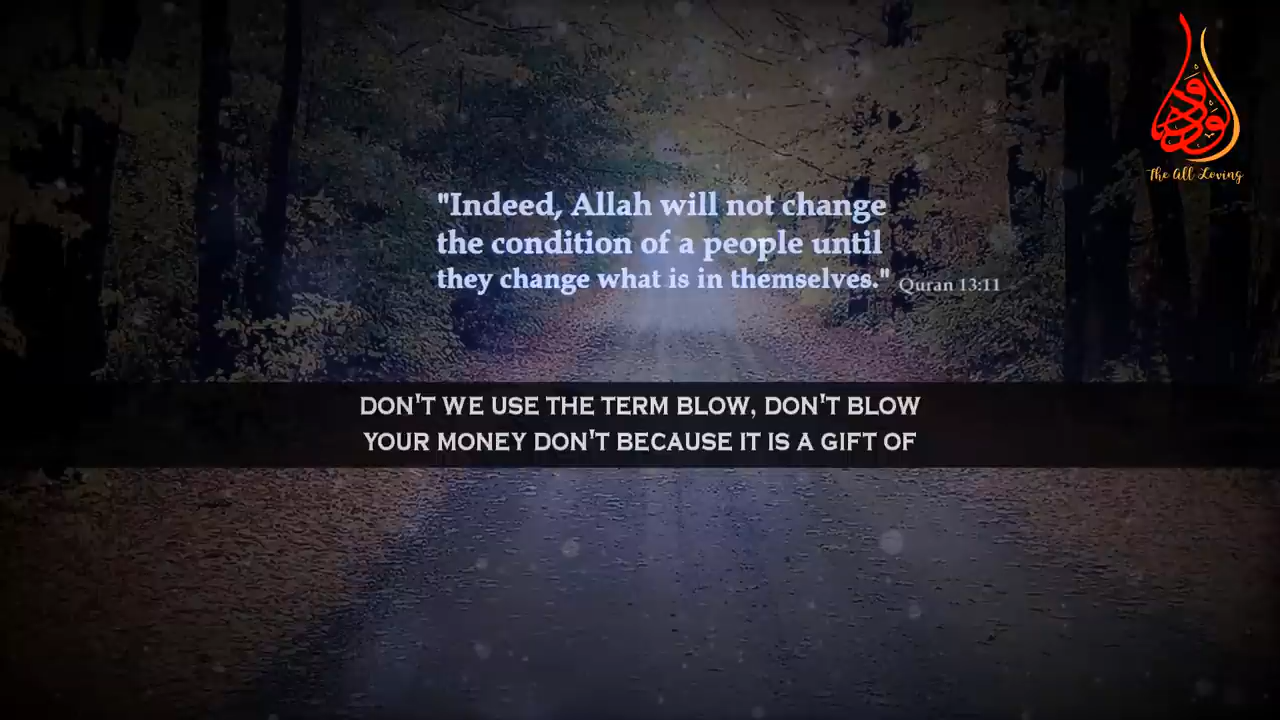 "Indeed, Allah will not change
the condition of a people until
they change what is in themselves." Quran 13:11
DON'T WE USE THE TERM BLOW, DON'T BLOW
YOUR MONEY DON'T BECAUSE IT IS A GIFT OF
The All Loving